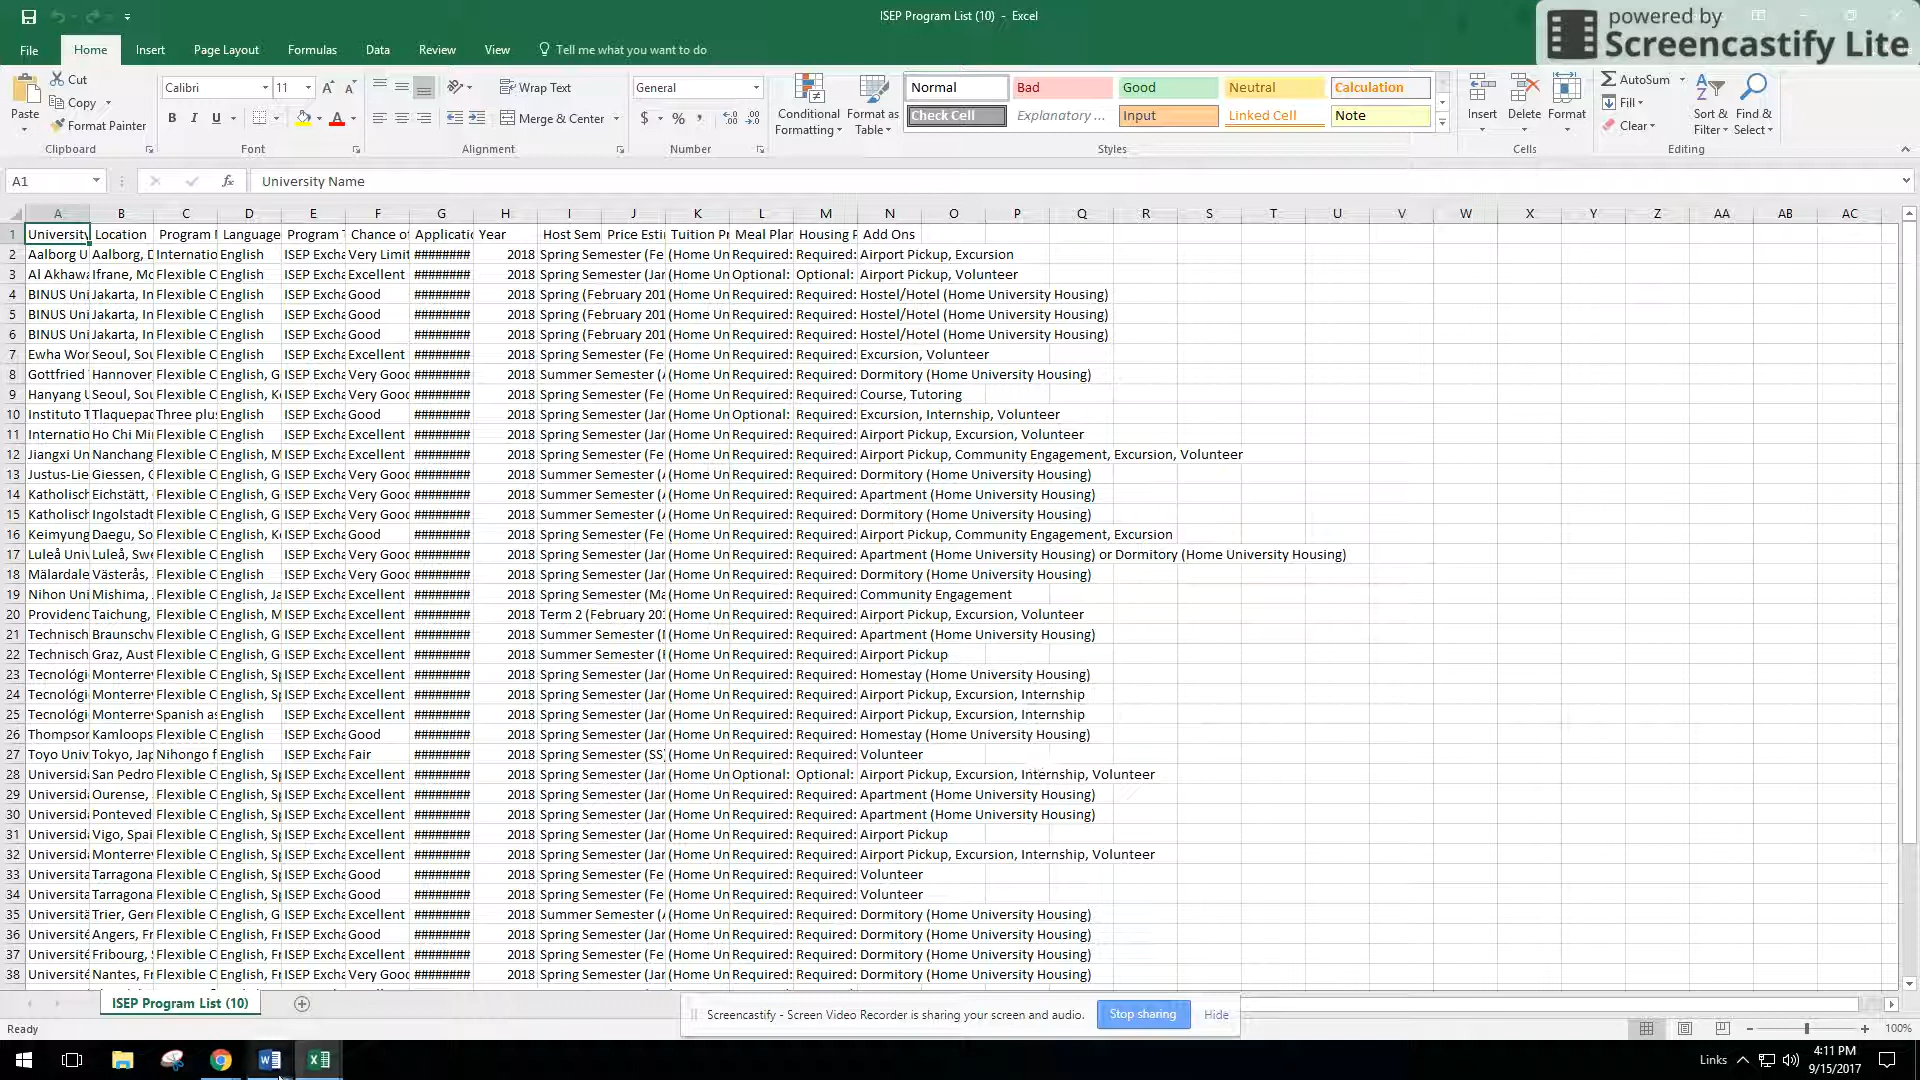 ISEP Program List (10) - Excel
powered by
Screencastify Lite
File Home Insert Page Layout Formulas Data Review View Tell me what you want to do
Cut
Copy
Format Painter
Paste
Clipboard
Calibri 11
B I U
Font
Wrap Text
Merge & Center
Alignment
General
$ % ,
Number
Conditional Formatting
Format as Table
Normal Bad Good Neutral Calculation
Check Cell Explanatory ... Input Linked Cell Note
Styles
Insert Delete Format
Cells
AutoSum
Fill
Clear
Sort & Filter
Find & Select
Editing
A1 fx University Name
A B C D E F G H I J K L M N O P Q R S T U V W X Y Z AA AB AC
1 University Location Program Language Program Chance of Applicatio Year Host Sem Price Esti Tuition Pr Meal Plan Housing P Add Ons
2 Aalborg U Aalborg, D Internatio English ISEP Excha Very Limit ######## 2018 Spring Semester (Fe (Home Un Required: Required: Airport Pickup, Excursion
3 Al Akhawa Ifrane, Mo Flexible C English ISEP Excha Excellent ######## 2018 Spring Semester (Jar (Home Un Optional: Optional: Airport Pickup, Volunteer
4 BINUS Uni Jakarta, In Flexible C English ISEP Excha Good ######## 2018 Spring (February 201 (Home Un Required: Required: Hostel/Hotel (Home University Housing)
5 BINUS Uni Jakarta, In Flexible C English ISEP Excha Good ######## 2018 Spring (February 201 (Home Un Required: Required: Hostel/Hotel (Home University Housing)
6 BINUS Uni Jakarta, In Flexible C English ISEP Excha Good ######## 2018 Spring (February 201 (Home Un Required: Required: Hostel/Hotel (Home University Housing)
7 Ewha Wor Seoul, Sou Flexible C English ISEP Excha Excellent ######## 2018 Spring Semester (Fe (Home Un Required: Required: Excursion, Volunteer
8 Gottfried Hannover, Flexible C English, G ISEP Excha Very Good ######## 2018 Summer Semester (A (Home Un Required: Required: Dormitory (Home University Housing)
9 Hanyang U Seoul, Sou Flexible C English, Ko ISEP Excha Very Good ######## 2018 Spring Semester (Fe (Home Un Required: Required: Course, Tutoring
10 Instituto T Tlaquepac Three plus English ISEP Excha Good ######## 2018 Spring Semester (Jar (Home Un Optional: Required: Excursion, Internship, Volunteer
11 Internatio Ho Chi Mi Flexible C English ISEP Excha Excellent ######## 2018 Spring Semester (Jar (Home Un Required: Required: Airport Pickup, Excursion, Volunteer
12 Jiangxi Un Nanchang Flexible C English, M ISEP Excha Excellent ######## 2018 Spring Semester (Fe (Home Un Required: Required: Airport Pickup, Community Engagement, Excursion, Volunteer
13 Justus-Lie Giessen, G Flexible C English, G ISEP Excha Very Good ######## 2018 Summer Semester (A (Home Un Required: Required: Dormitory (Home University Housing)
14 Katholisch Eichstätt, Flexible C English, G ISEP Excha Very Good ######## 2018 Summer Semester (A (Home Un Required: Required: Apartment (Home University Housing)
15 Katholisch Ingolstadt Flexible C English, G ISEP Excha Very Good ######## 2018 Summer Semester (A (Home Un Required: Required: Dormitory (Home University Housing)
16 Keimyung Daegu, So Flexible C English, Ko ISEP Excha Good ######## 2018 Spring Semester (Fe (Home Un Required: Required: Airport Pickup, Community Engagement, Excursion
17 Luleå Univ Luleå, Swe Flexible C English ISEP Excha Very Good ######## 2018 Spring Semester (Jar (Home Un Required: Required: Apartment (Home University Housing) or Dormitory (Home University Housing)
18 Mälardale Västerås, Flexible C English ISEP Excha Very Good ######## 2018 Spring Semester (Jar (Home Un Required: Required: Dormitory (Home University Housing)
19 Nihon Uni Mishima, Flexible C English, Ja ISEP Excha Excellent ######## 2018 Spring Semester (Ma (Home Un Required: Required: Community Engagement
20 Providenc Taichung, Flexible C English, M ISEP Excha Excellent ######## 2018 Term 2 (February 201 (Home Un Required: Required: Airport Pickup, Excursion, Volunteer
21 Technisch Braunschw Flexible C English, G ISEP Excha Excellent ######## 2018 Summer Semester ( (Home Un Required: Required: Apartment (Home University Housing)
22 Technisch Graz, Aust Flexible C English, G ISEP Excha Excellent ######## 2018 Summer Semester ( (Home Un Required: Required: Airport Pickup
23 Tecnológi Monterrey Flexible C English, Sp ISEP Excha Excellent ######## 2018 Spring Semester (Jar (Home Un Required: Required: Homestay (Home University Housing)
24 Tecnológi Monterrey Flexible C English, Sp ISEP Excha Excellent ######## 2018 Spring Semester (Jar (Home Un Required: Required: Airport Pickup, Excursion, Internship
25 Tecnológi Monterrey Spanish as English ISEP Excha Excellent ######## 2018 Spring Semester (Jar (Home Un Required: Required: Airport Pickup, Excursion, Internship
26 Thompson Kamloops Flexible C English ISEP Excha Good ######## 2018 Spring Semester (Jar (Home Un Required: Required: Homestay (Home University Housing)
27 Toyo Univ Tokyo, Jap Nihongo f English ISEP Excha Fair ######## 2018 Spring Semester (SS) (Home Un Required: Required: Volunteer
28 Universida San Pedro Flexible C English, Sp ISEP Excha Excellent ######## 2018 Spring Semester (Jar (Home Un Optional: Optional: Airport Pickup, Excursion, Internship, Volunteer
29 Universida Ourense, Flexible C English, Sp ISEP Excha Excellent ######## 2018 Spring Semester (Jar (Home Un Required: Required: Apartment (Home University Housing)
30 Universida Ponteved Flexible C English, Sp ISEP Excha Excellent ######## 2018 Spring Semester (Jar (Home Un Required: Required: Apartment (Home University Housing)
31 Universida Vigo, Spai Flexible C English, Sp ISEP Excha Excellent ######## 2018 Spring Semester (Jar (Home Un Required: Required: Airport Pickup
32 Universida Monterrey Flexible C English, Sp ISEP Excha Excellent ######## 2018 Spring Semester (Jar (Home Un Required: Required: Airport Pickup, Excursion, Internship, Volunteer
33 Universita Tarragona Flexible C English, Sp ISEP Excha Good ######## 2018 Spring Semester (Fe (Home Un Required: Required: Volunteer
34 Universita Tarragona Flexible C English, Sp ISEP Excha Good ######## 2018 Spring Semester (Fe (Home Un Required: Required: Volunteer
35 Universitä Trier, Gerr Flexible C English, G ISEP Excha Excellent ######## 2018 Summer Semester (A (Home Un Required: Required: Dormitory (Home University Housing)
36 Université Angers, Fr Flexible C English, Fr ISEP Excha Good ######## 2018 Spring Semester (Jar (Home Un Required: Required: Dormitory (Home University Housing)
37 Université Fribourg, Flexible C English, Fr ISEP Excha Excellent ######## 2018 Spring Semester (Fe (Home Un Required: Required: Dormitory (Home University Housing)
38 Université Nantes, Fr Flexible C English, Fr ISEP Excha Very Good ######## 2018 Spring Semester (Jar (Home Un Required: Required: Dormitory (Home University Housing)
ISEP Program List (10)
Screencastify - Screen Video Recorder is sharing your screen and audio. Stop sharing Hide
Ready 100%
Links 4:11 PM
9/15/2017